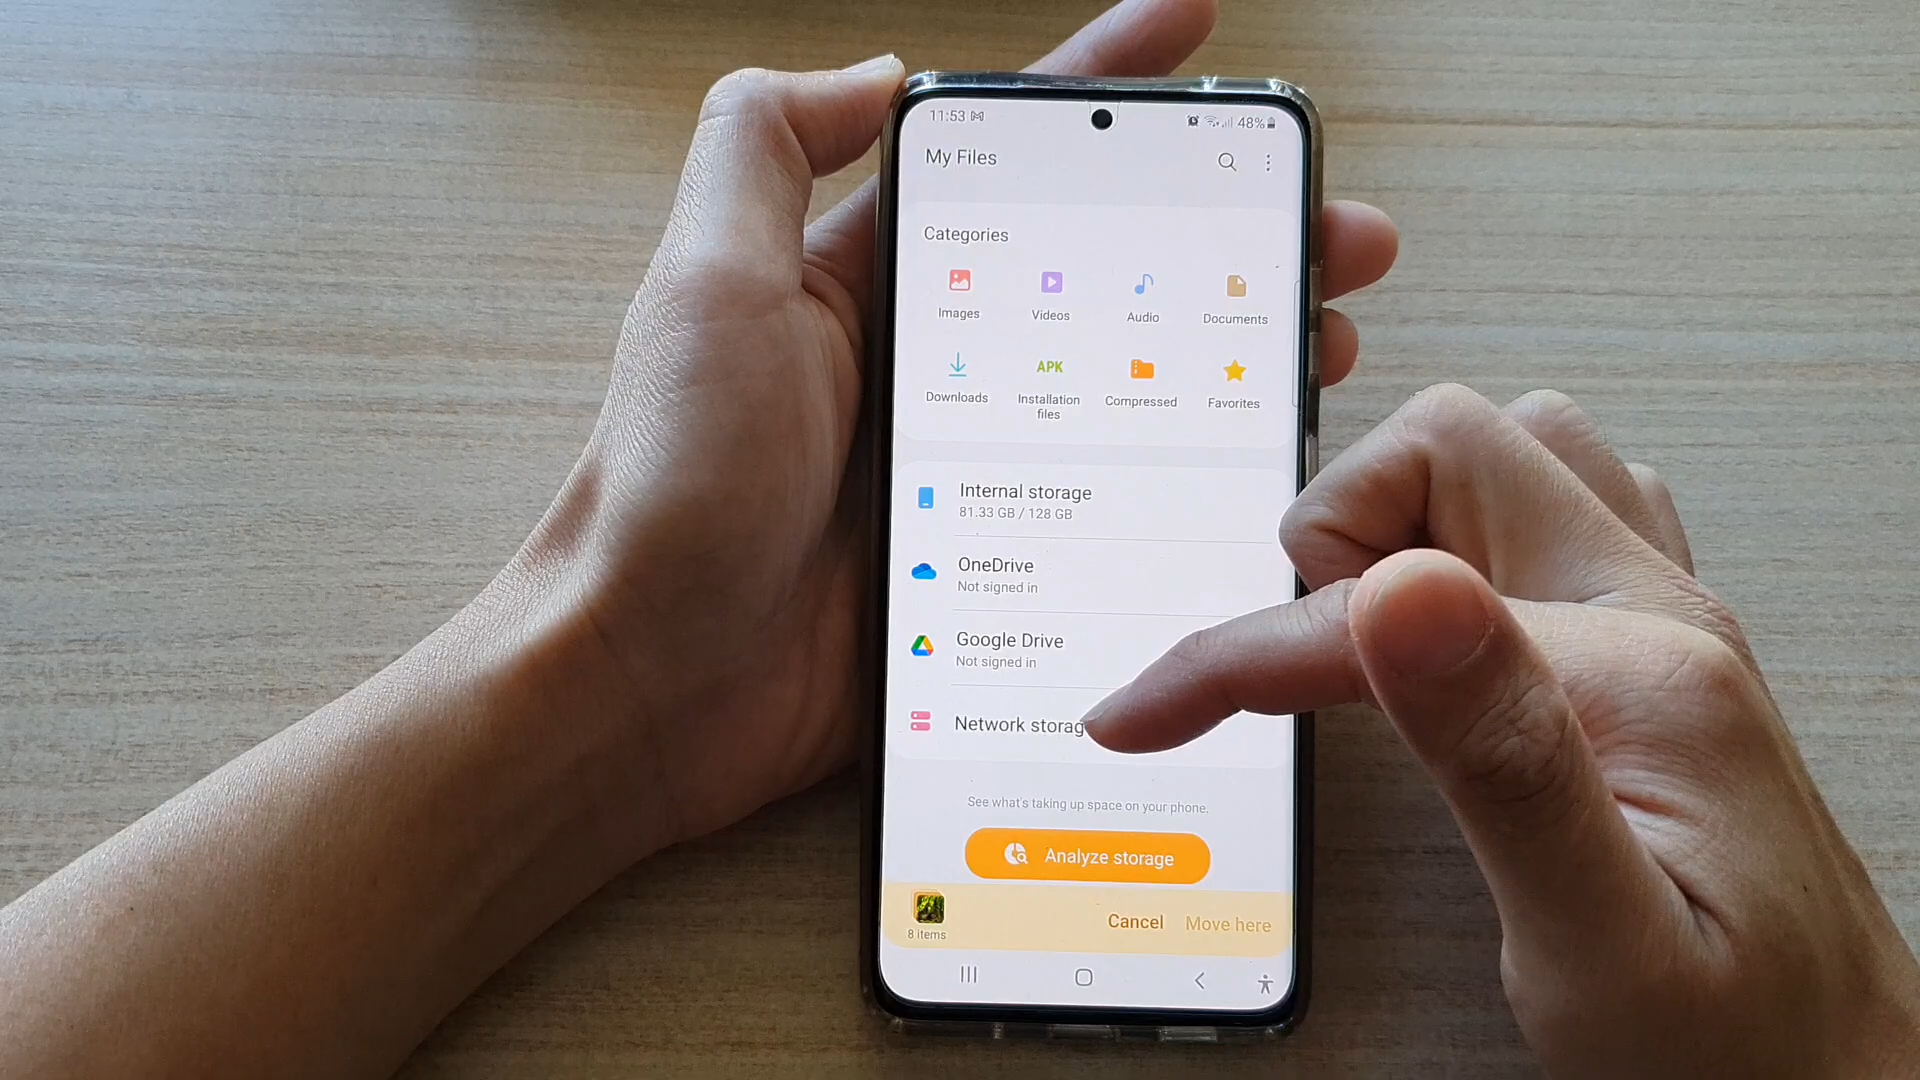 11:53
48%
My Files
Categories
Images
Videos
Audio
Documents
Downloads
APK
Installation
files
Compressed
Favorites
Internal storage
81.33 GB / 128 GB
OneDrive
Not signed in
Google Drive
Not signed in
Network storag
See what's taking up space on your phone.
Analyze storage
8 items
Cancel
Move here